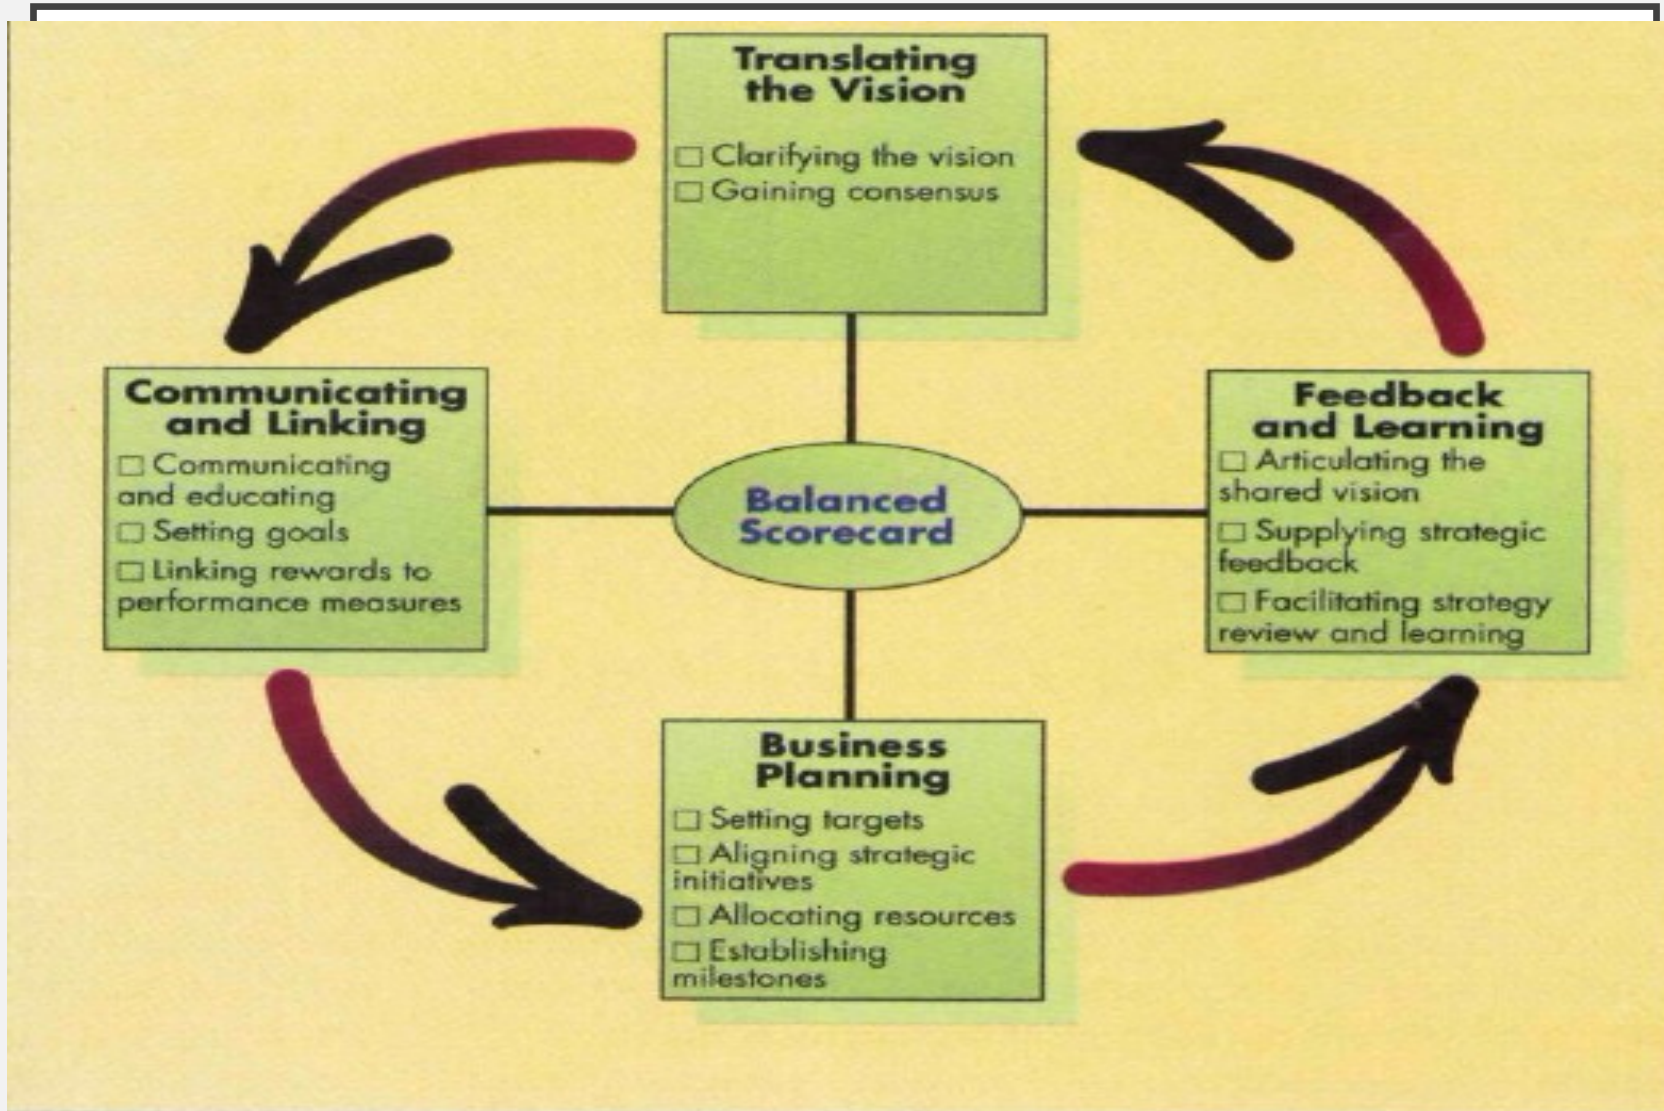 Translating
the Vision
□ Clarifying the vision
□ Gaining consensus
Communicating
and Linking
□ Communicating
and educating
□ Setting goals
□ Linking rewards to
performance measures
Balanced
Scorecard
Feedback
and Learning
□ Articulating the
shared vision
□ Supplying strategic
feedback
□ Facilitating strategy
review and learning
Business
Planning
□ Setting targets
□ Aligning strategic
initiatives
□ Allocating resources
□ Establishing
milestones